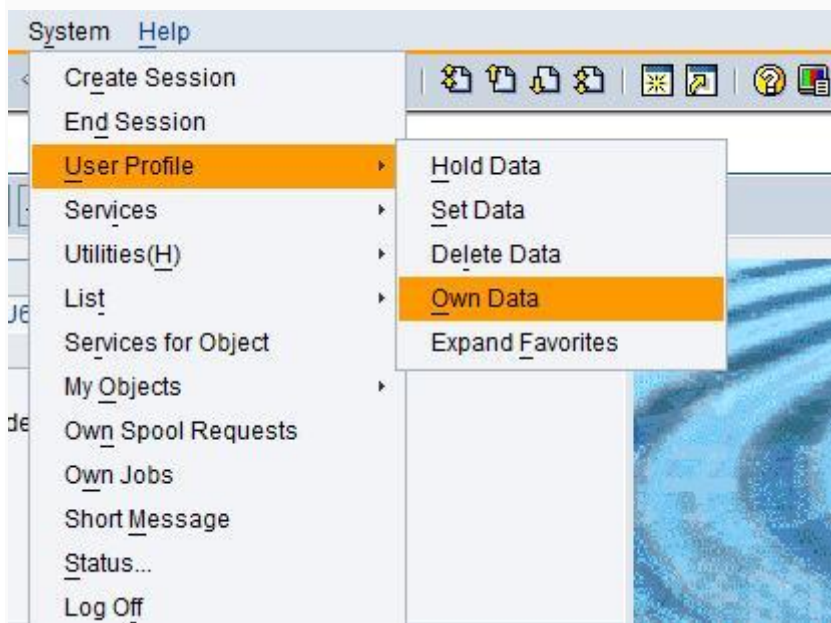 System Help
Create Session
End Session
User Profile
Hold Data
Services
Set Data
Utilities(H)
Delete Data
List
Own Data
Services for Object
Expand Favorites
My Objects
Own Spool Requests
Own Jobs
Short Message
Status...
Log Off